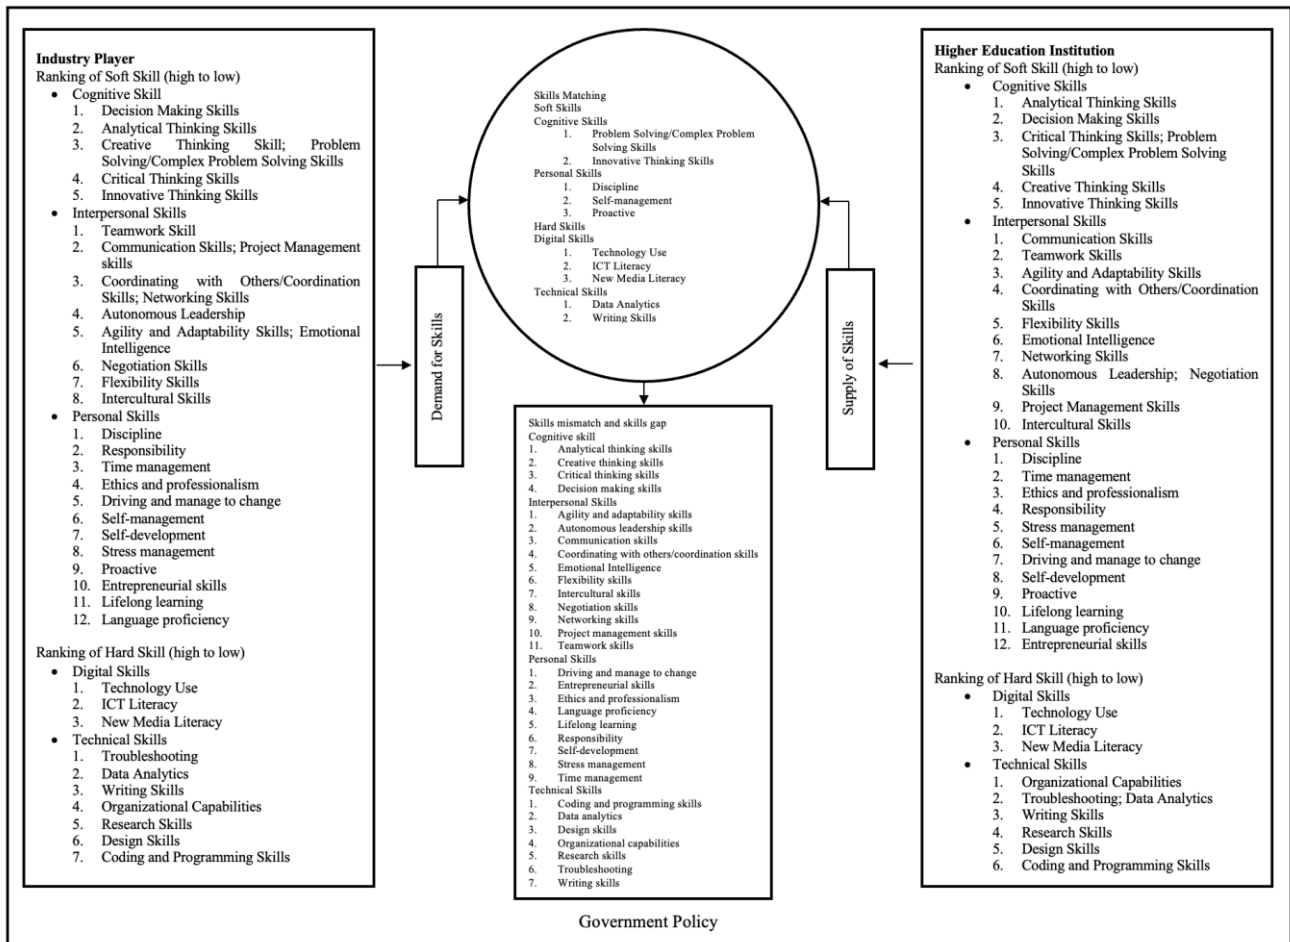 Industry Player
Ranking of Soft Skill (high to low)
• Cognitive Skill
1. Decision Making Skills
2. Analytical Thinking Skills
3. Creative Thinking Skill; Problem
Solving/Complex Problem Solving Skills
4. Critical Thinking Skills
5. Innovative Thinking Skills
• Interpersonal Skills
1. Teamwork Skill
2. Communication Skills; Project Management
skills
3. Coordinating with Others/Coordination
Skills; Networking Skills
4. Autonomous Leadership
5. Agility and Adaptability Skills; Emotional
Intelligence
6. Negotiation Skills
7. Flexibility Skills
8. Intercultural Skills
• Personal Skills
1. Discipline
2. Responsibility
3. Time management
4. Ethics and professionalism
5. Driving and manage to change
6. Self-management
7. Self-development
8. Stress management
9. Proactive
10. Entrepreneurial skills
11. Lifelong learning
12. Language proficiency
Ranking of Hard Skill (high to low)
• Digital Skills
1. Technology Use
2. ICT Literacy
3. New Media Literacy
• Technical Skills
1. Troubleshooting
2. Data Analytics
3. Writing Skills
4. Organizational Capabilities
5. Research Skills
6. Design Skills
7. Coding and Programming Skills
Demand for Skills
Skills Matching
Soft Skills
Cognitive Skills
1. Problem Solving/Complex Problem
Solving Skills
2. Innovative Thinking Skills
Personal Skills
1. Discipline
2. Self-management
3. Proactive
Hard Skills
Digital Skills
1. Technology Use
2. ICT Literacy
3. New Media Literacy
Technical Skills
1. Data Analytics
2. Writing Skills
Skills mismatch and skills gap
Cognitive skill
1. Analytical thinking skills
2. Creative thinking skills
3. Critical thinking skills
4. Decision making skills
Interpersonal Skills
1. Agility and adaptability skills
2. Autonomous leadership skills
3. Communication skills
4. Coordinating with others/coordination skills
5. Emotional Intelligence
6. Flexibility skills
7. Intercultural skills
8. Negotiation skills
9. Networking skills
10. Project management skills
11. Teamwork skills
Personal Skills
1. Driving and manage to change
2. Entrepreneurial skills
3. Ethics and professionalism
4. Language proficiency
5. Lifelong learning
6. Responsibility
7. Self-development
8. Stress management
9. Time management
Technical Skills
1. Coding and programming skills
2. Data analytics
3. Design skills
4. Organizational capabilities
5. Research skills
6. Troubleshooting
7. Writing skills
Supply of Skills
Higher Education Institution
Ranking of Soft Skill (high to low)
• Cognitive Skills
1. Analytical Thinking Skills
2. Decision Making Skills
3. Critical Thinking Skills; Problem
Solving/Complex Problem Solving
Skills
4. Creative Thinking Skills
5. Innovative Thinking Skills
• Interpersonal Skills
1. Communication Skills
2. Teamwork Skills
3. Agility and Adaptability Skills
4. Coordinating with Others/Coordination
Skills
5. Flexibility Skills
6. Emotional Intelligence
7. Networking Skills
8. Autonomous Leadership; Negotiation
Skills
9. Project Management Skills
10. Intercultural Skills
• Personal Skills
1. Discipline
2. Time management
3. Ethics and professionalism
4. Responsibility
5. Stress management
6. Self-management
7. Driving and manage to change
8. Self-development
9. Proactive
10. Lifelong learning
11. Language proficiency
12. Entrepreneurial skills
Ranking of Hard Skill (high to low)
• Digital Skills
1. Technology Use
2. ICT Literacy
3. New Media Literacy
• Technical Skills
1. Organizational Capabilities
2. Troubleshooting; Data Analytics
3. Writing Skills
4. Research Skills
5. Design Skills
6. Coding and Programming Skills
Government Policy